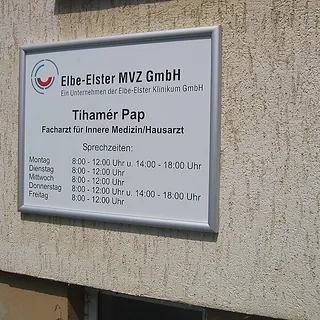 Elbe-Elster MVZ GmbH
Ein Unternehmen der Elbe-Elster Klinikum GmbH
Tihamér Pap
Facharzt für Innere Medizin/Hausarzt
Sprechzeiten:
Montag 8:00 - 12:00 Uhr u. 14:00 - 18:00 Uhr
Dienstag 8:00 - 12:00 Uhr
Mittwoch 8:00 - 12:00 Uhr
Donnerstag 8:00 - 12:00 Uhr u. 14:00 - 18:00 Uhr
Freitag 8:00 - 12:00 Uhr